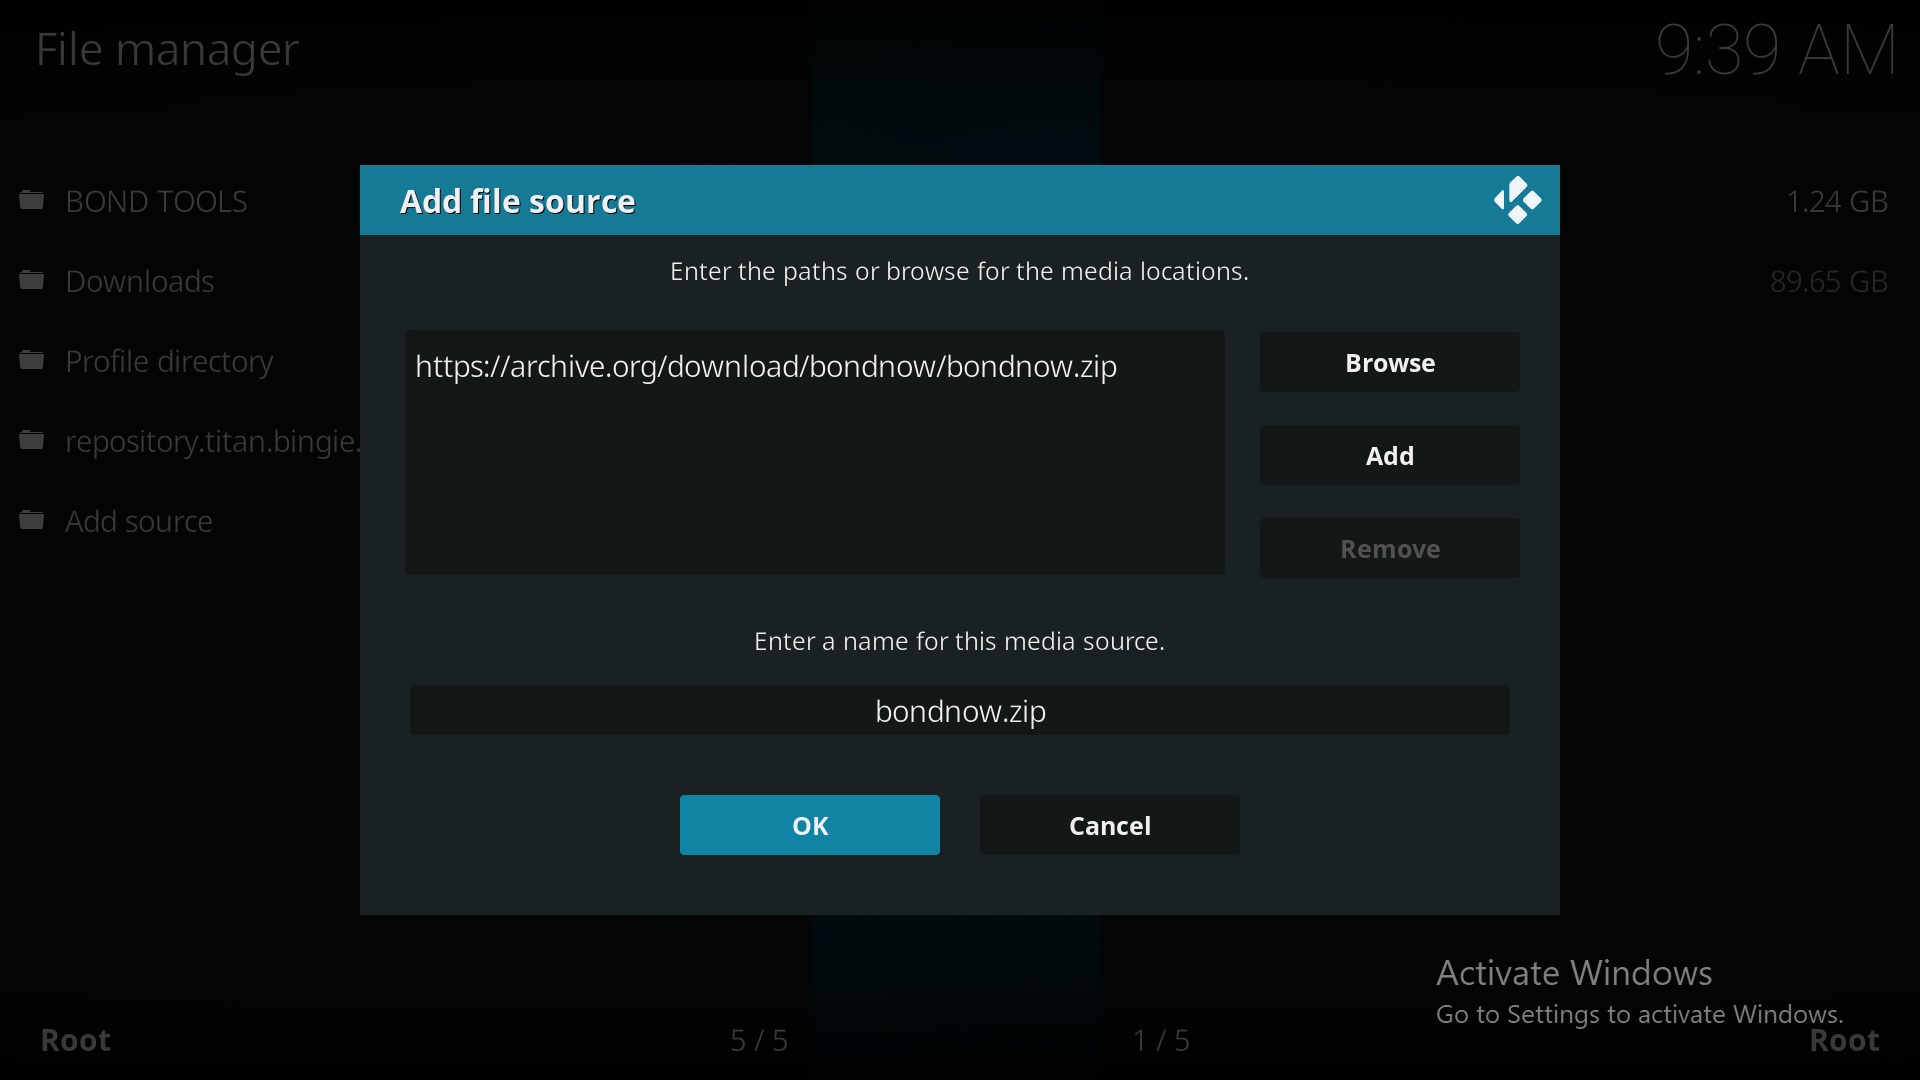 File manager
9:39 AM
BOND TOOLS
1.24 GB
Downloads
89.65 GB
Profile directory
repository.titan.bingie.
Add source
Add file source
Enter the paths or browse for the media locations.
https://archive.org/download/bondnow/bondnow.zip
Browse
Add
Remove
Enter a name for this media source.
bondnow.zip
OK
Cancel
Activate Windows
Go to Settings to activate Windows.
Root
5 / 5
1 / 5
Root